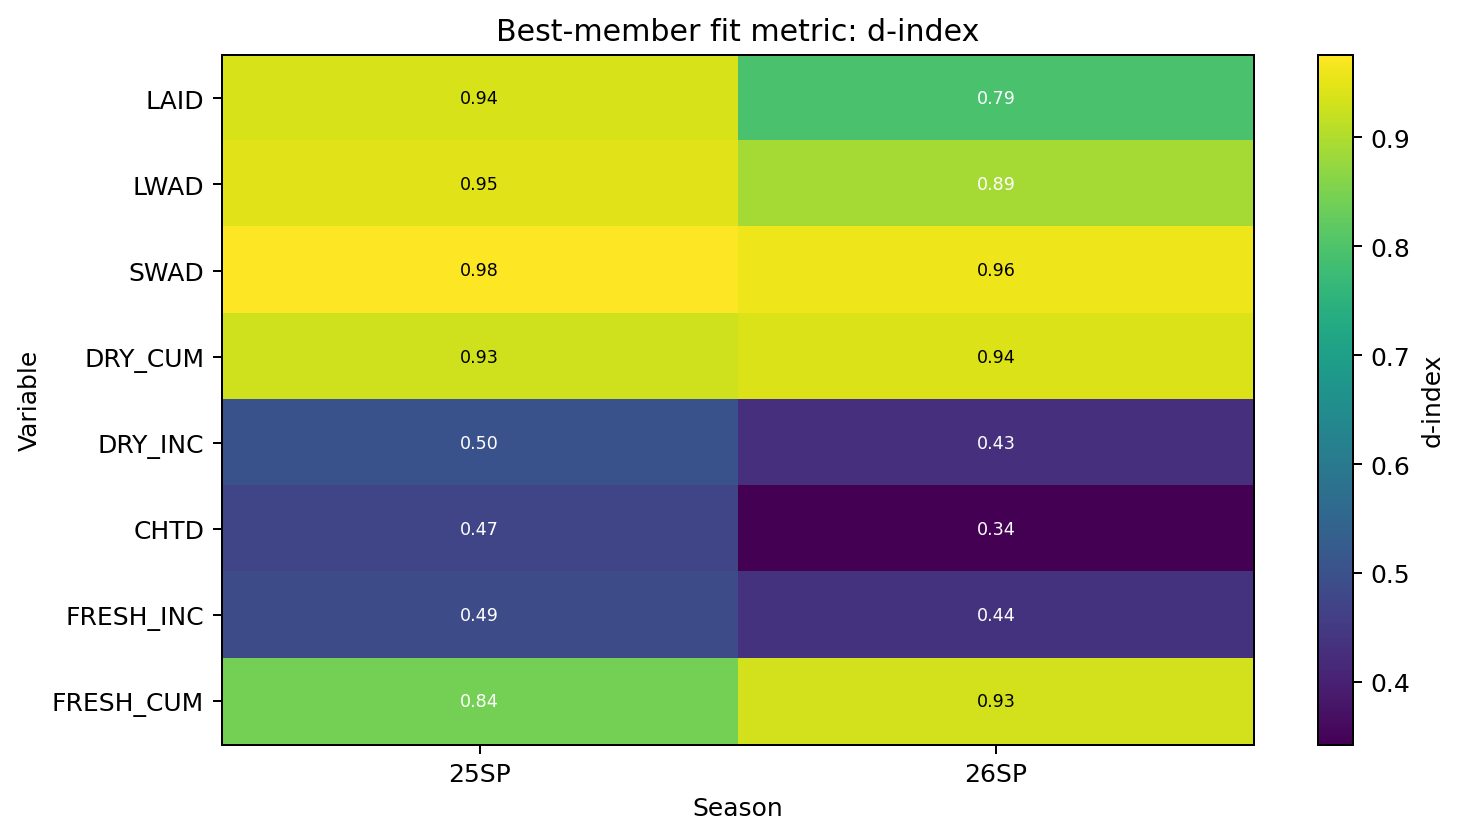 Best-member fit metric: d-index
LAID 0.94 0.79
LWAD 0.95 0.89
SWAD 0.98 0.96
DRY_CUM 0.93 0.94
DRY_INC 0.50 0.43
CHTD 0.47 0.34
FRESH_INC 0.49 0.44
FRESH_CUM 0.84 0.93
25SP 26SP
Season
Variable
0.9
0.8
0.7
0.6
0.5
0.4
d-index